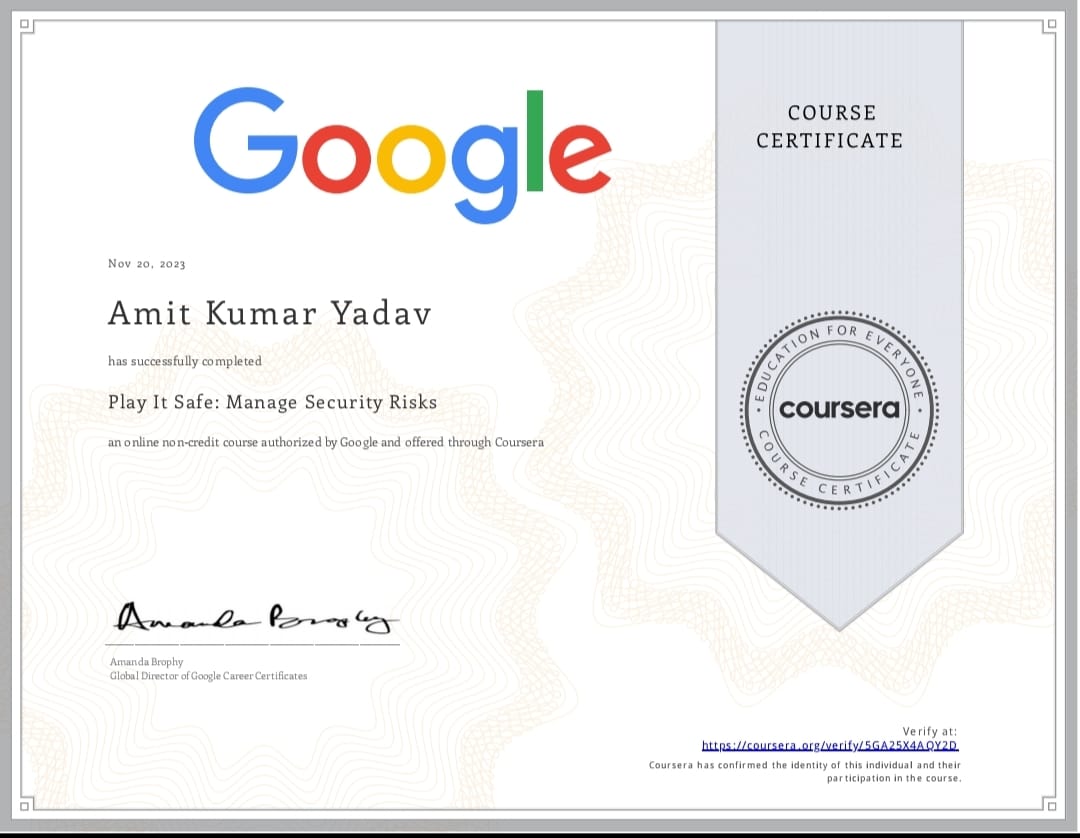 Google
COURSE
CERTIFICATE
Nov 20, 2023
Amit Kumar Yadav
has successfully completed
Play It Safe: Manage Security Risks
an online non-credit course authorized by Google and offered through Coursera
EDUCATION FOR EVERYONE
coursera
COURSE CERTIFICATE
Amanda Brophy
Amanda Brophy
Global Director of Google Career Certificates
Verify at:
https://coursera.org/verify/5GA25X4AQY2D
Coursera has confirmed the identity of this individual and their
participation in the course.